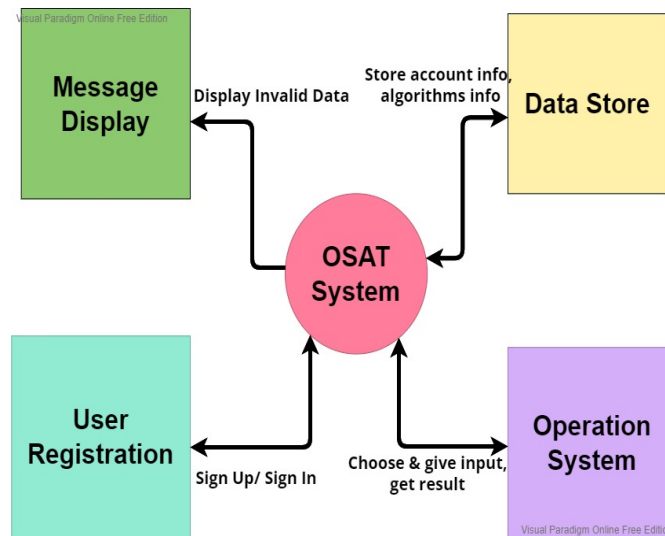 Visual Paradigm Online Free Edition
Message
Display
Display Invalid Data
Store account info,
algorithms info
Data Store
OSAT
System
User
Registration
Sign Up/ Sign In
Choose & give input,
get result
Operation
System
Visual Paradigm Online Free Edition